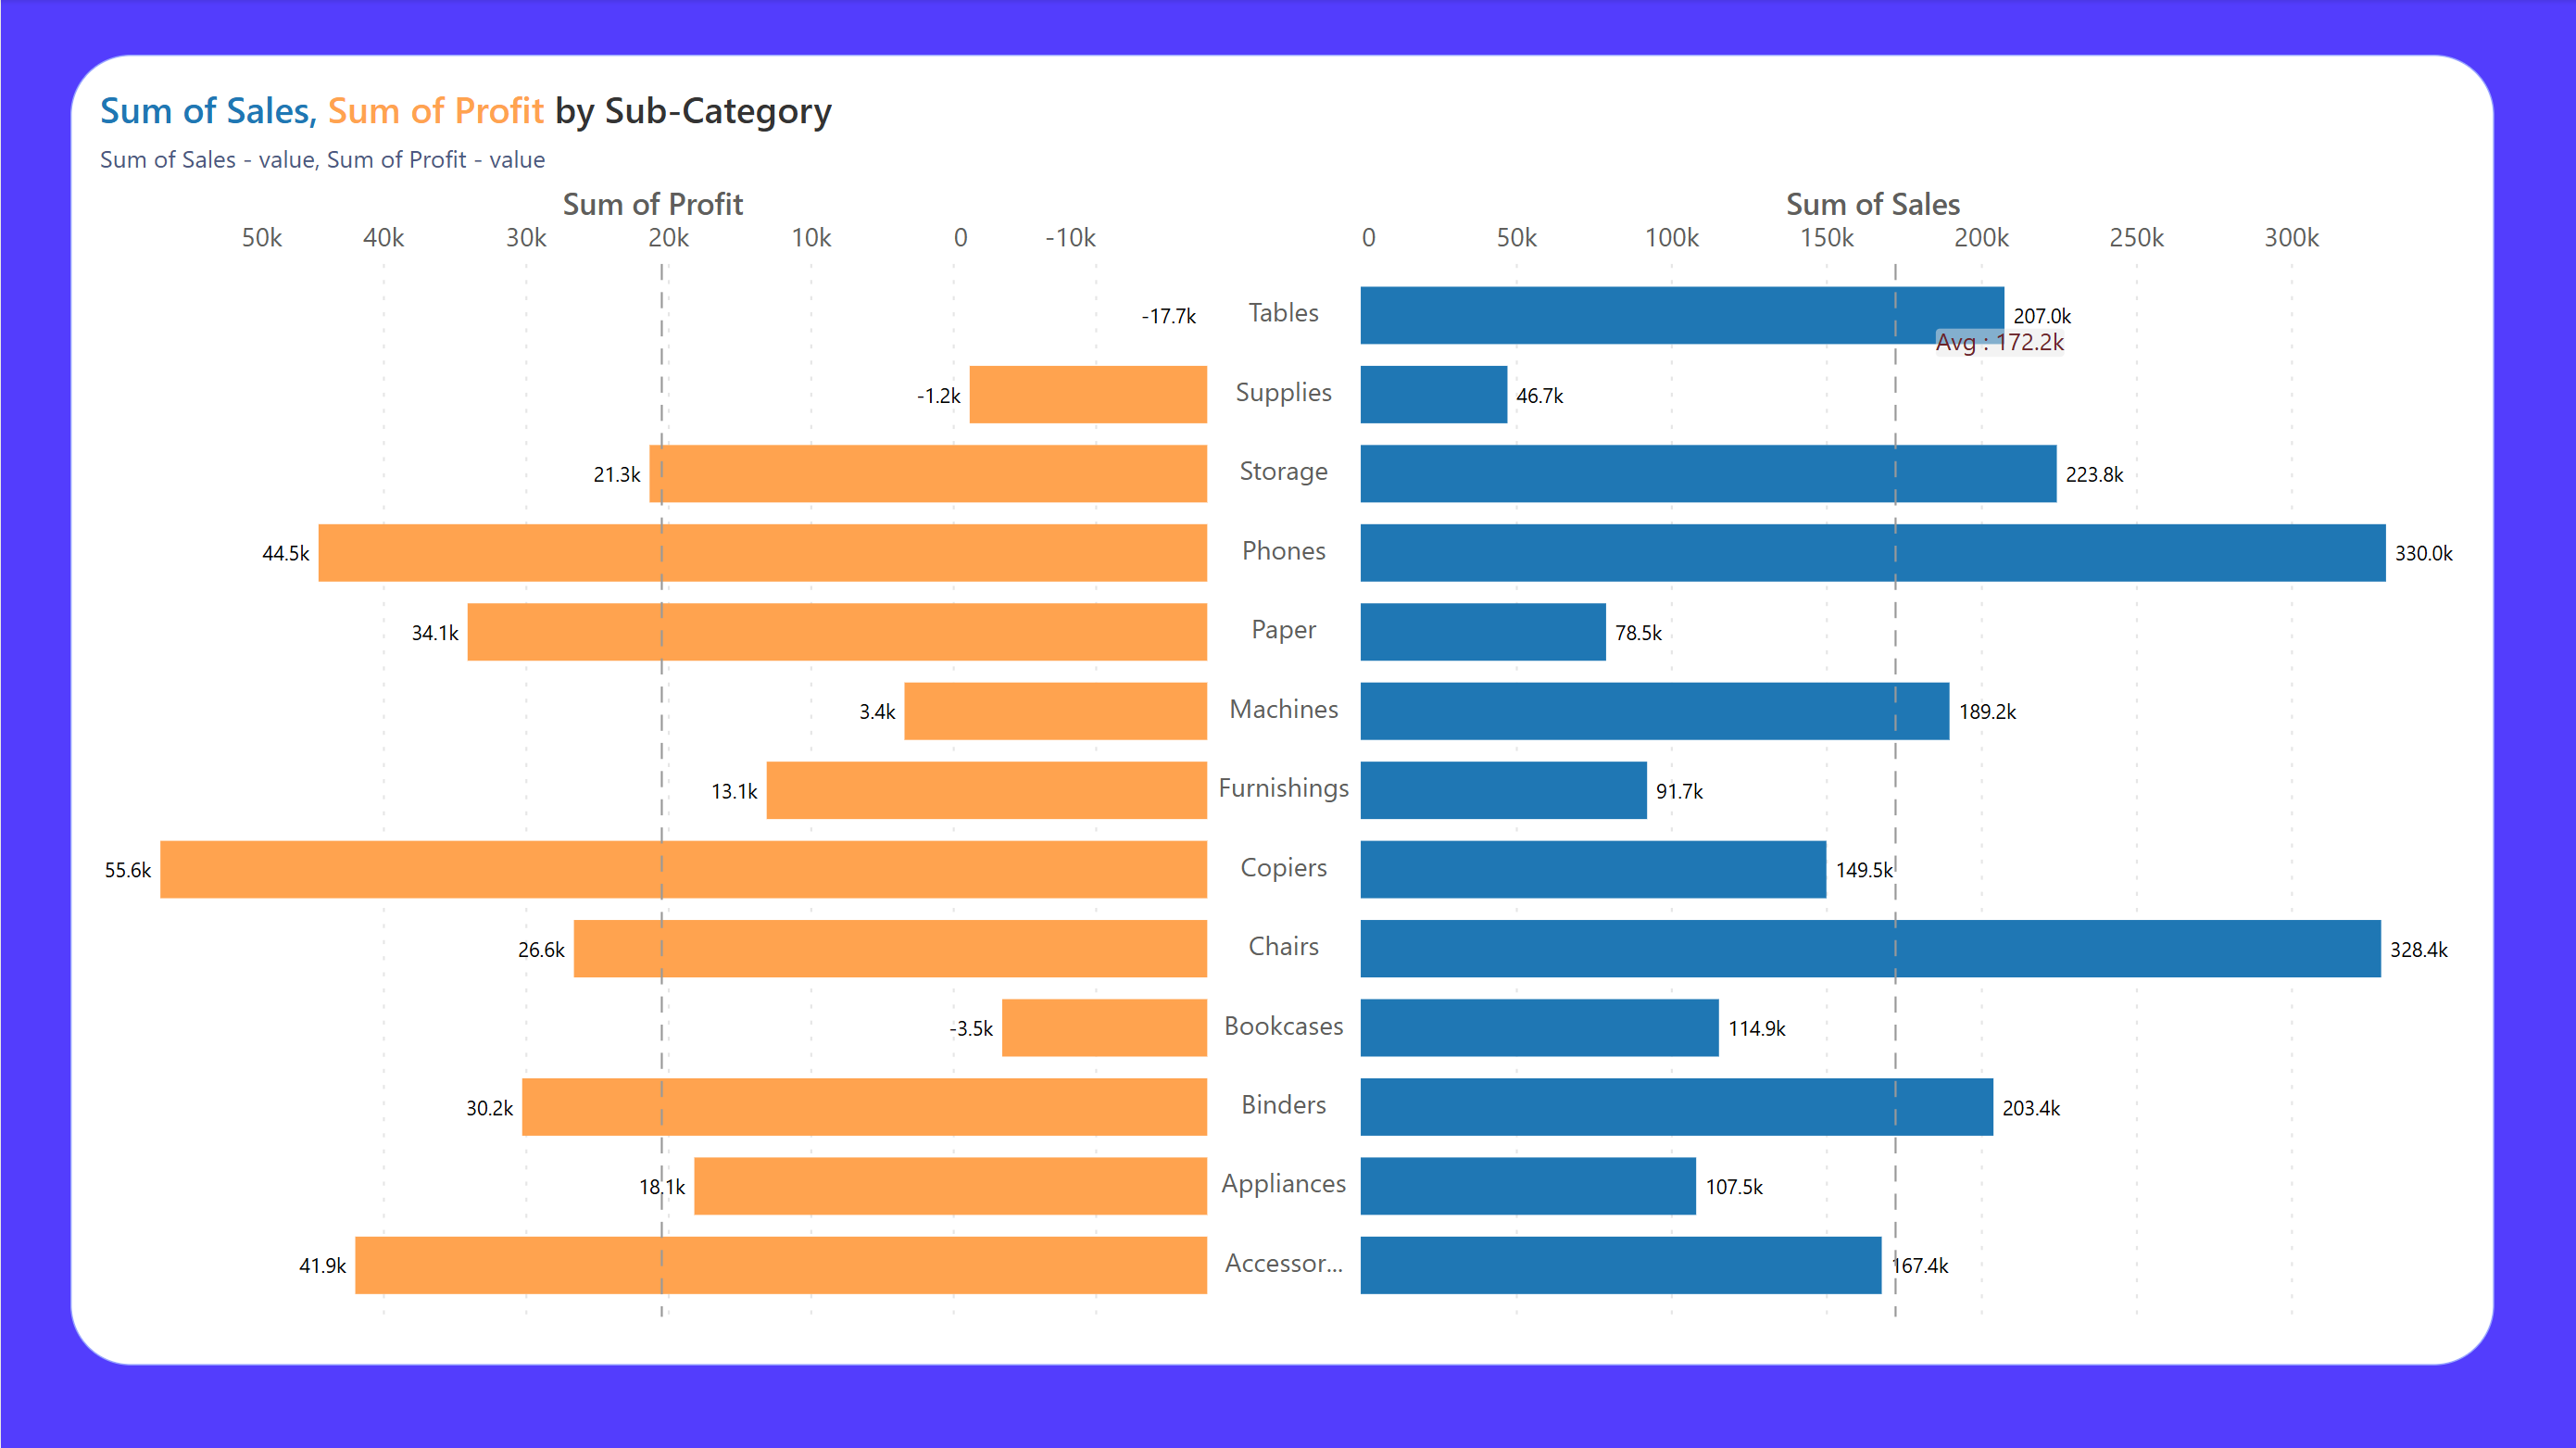 Sum of Sales, Sum of Profit by Sub-Category
Sum of Sales - value, Sum of Profit - value
Sum of Profit Sum of Sales
50k 40k 30k 20k 10k 0 -10k 0 50k 100k 150k 200k 250k 300k
-17.7k Tables 207.0k
Avg : 172.2k
-1.2k Supplies 46.7k
21.3k Storage 223.8k
44.5k Phones 330.0k
34.1k Paper 78.5k
3.4k Machines 189.2k
13.1k Furnishings 91.7k
55.6k Copiers 149.5k
26.6k Chairs 328.4k
-3.5k Bookcases 114.9k
30.2k Binders 203.4k
18.1k Appliances 107.5k
41.9k Accessor... 167.4k